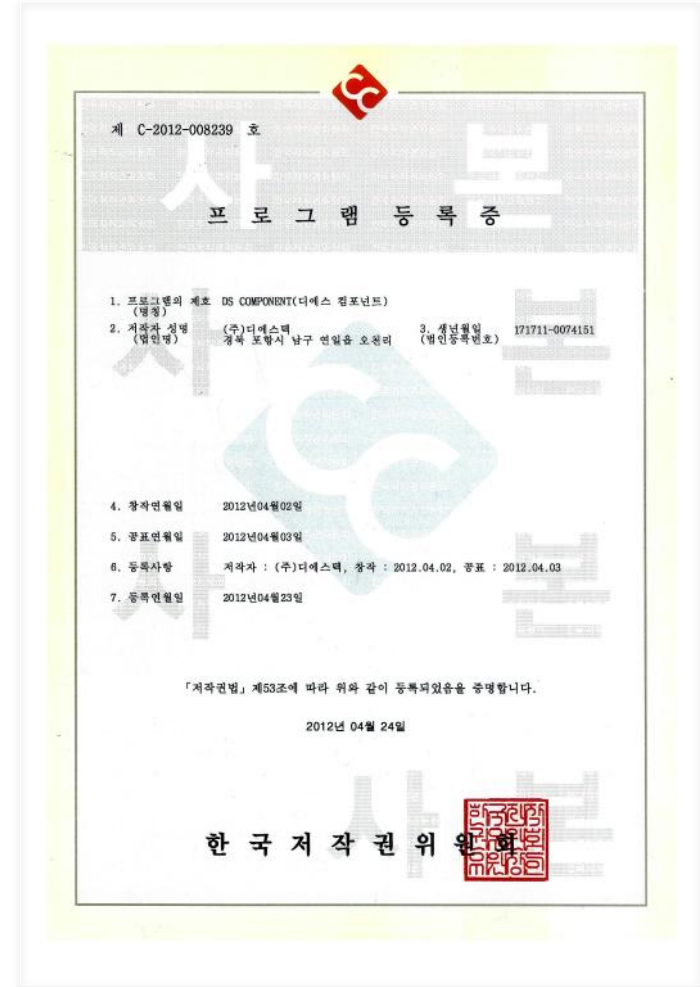 제 C-2012-008239 호
사 본
프 로 그 램 등 록 증
1. 프로그램의 제호 DS COMPONENT(디에스 컴포넌트)
(명칭)
2. 저작자 성명 (주)디에스텍 3. 생년월일 171711-0074151
(법인명) 경북 포항시 남구 연일읍 오천리 (법인등록번호)
사 본
4. 창작연월일 2012년04월02일
5. 공표연월일 2012년04월03일
6. 등록사항 저작자 : (주)디에스텍, 창작 : 2012.04.02, 공표 : 2012.04.03
7. 등록연월일 2012년04월23일
사 본
「저작권법」제53조에 따라 위와 같이 등록되었음을 증명합니다.
2012년 04월 24일
사 본
한 국 저 작 권 위 원 회